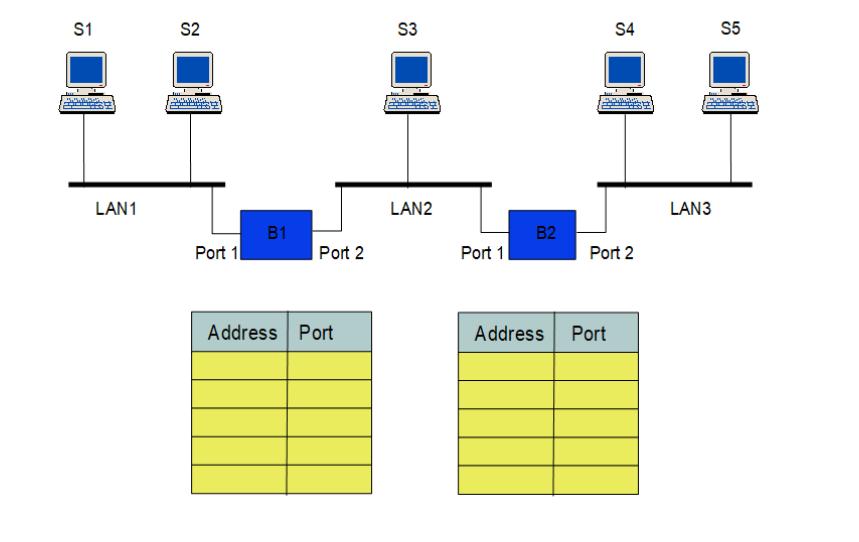 S1 S2 S3 S4 S5
LAN1 LAN2 LAN3
B1 B2
Port 1 Port 2 Port 1 Port 2
Address Port Address Port